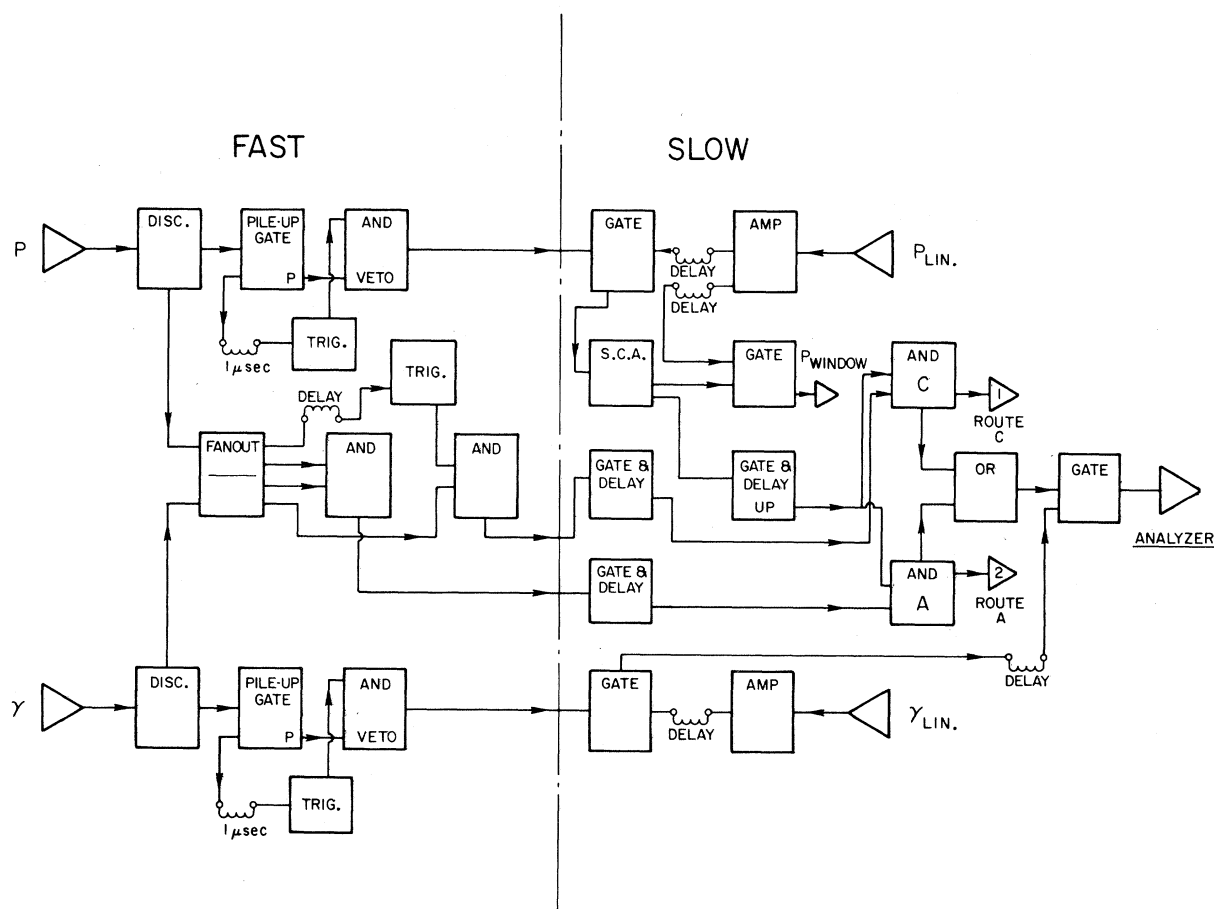 FAST
SLOW
P
DISC.
PILE-UP
GATE
P
AND
VETO
1 μsec
TRIG.
GATE
DELAY
DELAY
AMP
P LIN.
TRIG.
DELAY
S.C.A.
GATE
P WINDOW
AND
C
1
ROUTE
C
FANOUT
AND
AND
GATE &
DELAY
GATE &
DELAY
UP
OR
GATE
ANALYZER
GATE &
DELAY
AND
A
2
ROUTE
A
γ
DISC.
PILE-UP
GATE
P
AND
VETO
1 μsec
TRIG.
GATE
DELAY
AMP
γ LIN.
DELAY